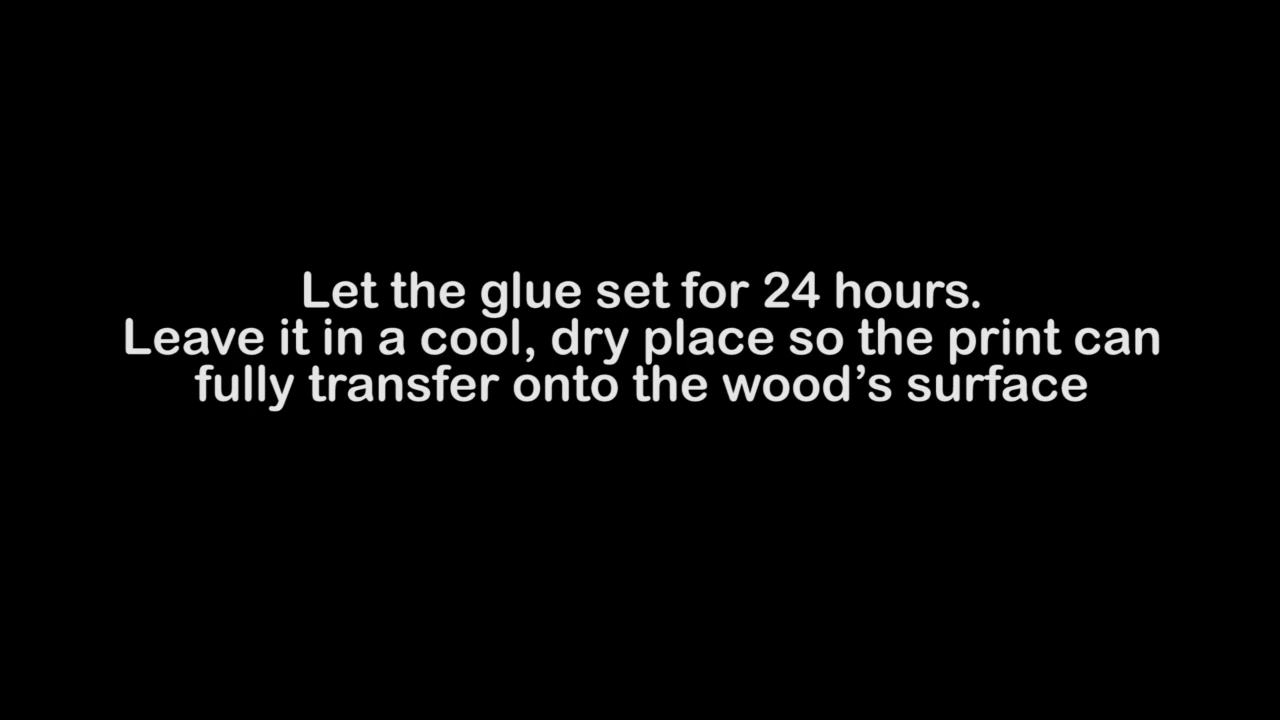 Let the glue set for 24 hours.
Leave it in a cool, dry place so the print can
fully transfer onto the wood’s surface